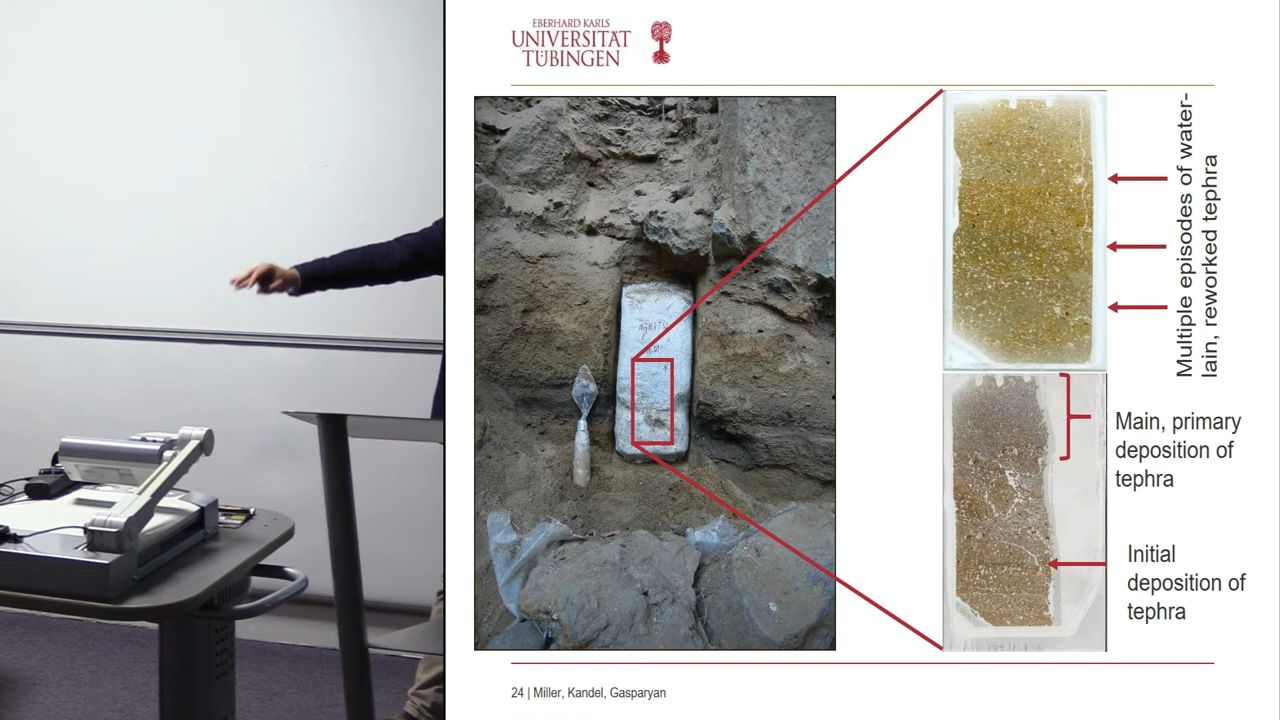 EBERHARD KARLS
UNIVERSITÄT
TÜBINGEN
Multiple episodes of water-
lain, reworked tephra
Main, primary
deposition of
tephra
Initial
deposition of
tephra
24 | Miller, Kandel, Gasparyan